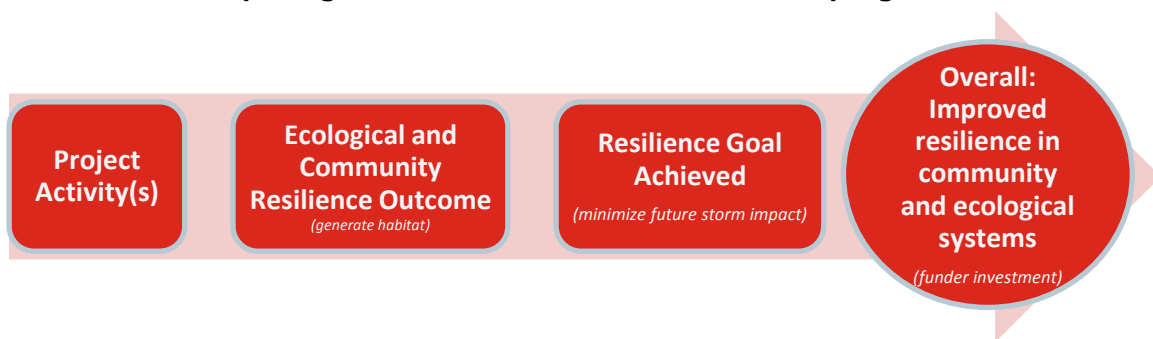 Project
Activity(s)
Ecological and
Community
Resilience Outcome
(generate habitat)
Resilience Goal
Achieved
(minimize future storm impact)
Overall:
Improved
resilience in
community
and ecological
systems
(funder investment)